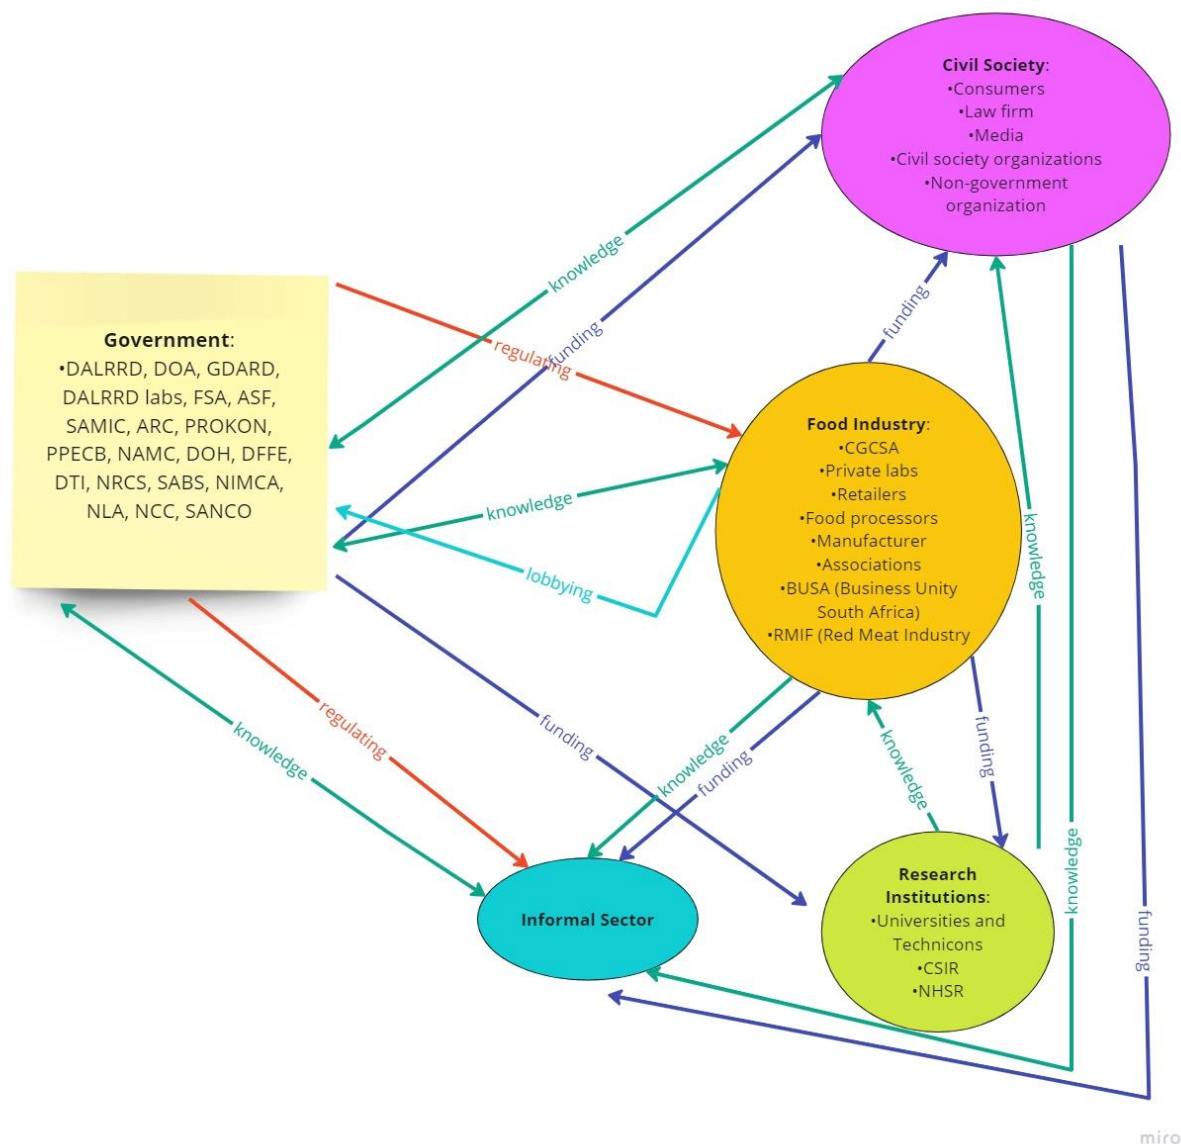 Civil Society:
•Consumers
•Law firm
•Media
•Civil society organizations
•Non-government
organization
knowledge
funding
regulating
funding
Government:
•DALRRD, DOA, GDARD,
DALRRD labs, FSA, ASF,
SAMIC, ARC, PROKON,
PPECB, NAMC, DOH, DFFE,
DTI, NRCS, SABS, NIMCA,
NLA, NCC, SANCO
Food Industry:
•CGCSA
•Private labs
•Retailers
•Food processors
•Manufacturer
•Associations
•BUSA (Business Unity
South Africa)
•RMIF (Red Meat Industry
knowledge
lobbying
knowledge
regulating
knowledge
funding
knowledge
funding
knowledge
funding
knowledge
funding
Informal Sector
Research
Institutions:
•Universities and
Technicons
•CSIR
•NHSR
miro